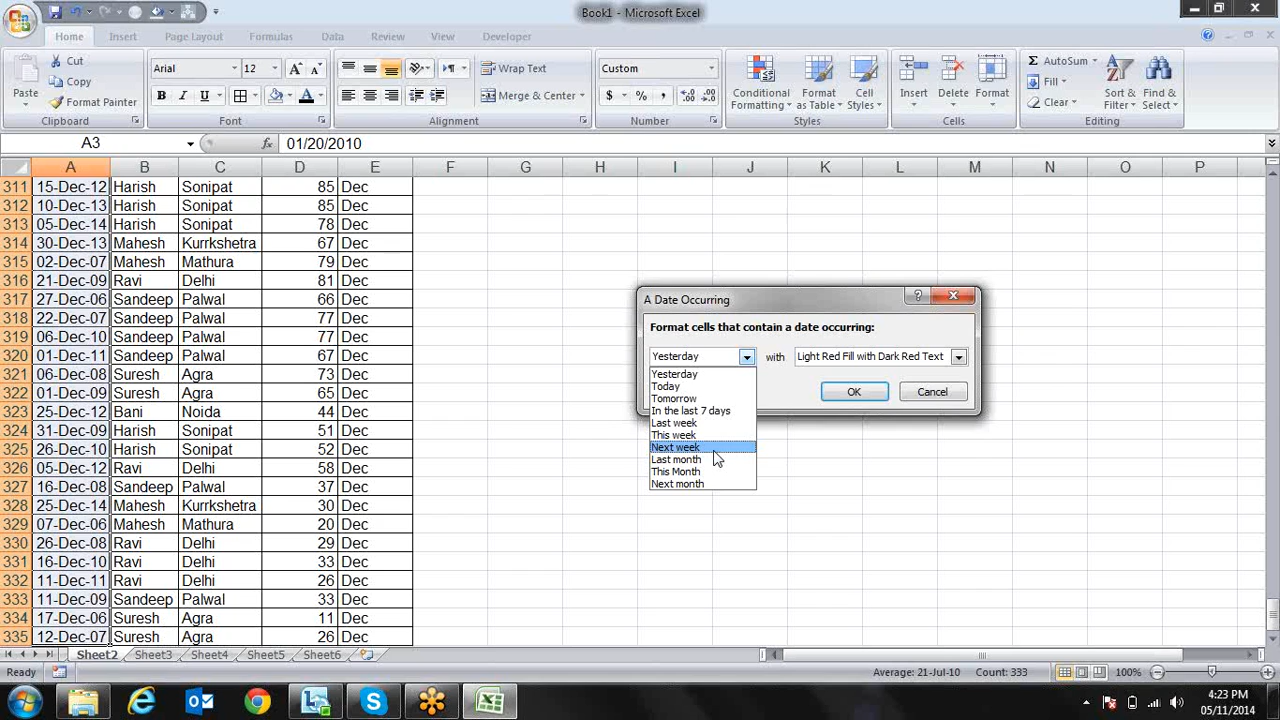 Book1 - Microsoft Excel
Home Insert Page Layout Formulas Data Review View Developer
Paste
Cut
Copy
Format Painter
Clipboard
Arial 12 A A
B I U A
Font
Wrap Text
Merge & Center
Alignment
Custom
$ % ,
Number
Conditional Formatting
Format as Table
Cell Styles
Styles
Insert Delete Format
Cells
Σ AutoSum
Fill
Clear
Sort & Filter
Find & Select
Editing
A3 fx 01/20/2010
A B C D E F G H I J K L M N O P
311 15-Dec-12 Harish Sonipat 85 Dec
312 10-Dec-13 Harish Sonipat 85 Dec
313 05-Dec-14 Harish Sonipat 78 Dec
314 30-Dec-13 Mahesh Kurrkshetra 67 Dec
315 02-Dec-07 Mahesh Mathura 79 Dec
316 21-Dec-09 Ravi Delhi 81 Dec
317 27-Dec-06 Sandeep Palwal 66 Dec
318 22-Dec-07 Sandeep Palwal 77 Dec
319 06-Dec-10 Sandeep Palwal 77 Dec
320 01-Dec-11 Sandeep Palwal 67 Dec
321 06-Dec-08 Suresh Agra 73 Dec
322 01-Dec-09 Suresh Agra 65 Dec
323 25-Dec-12 Bani Noida 44 Dec
324 31-Dec-09 Harish Sonipat 51 Dec
325 26-Dec-10 Harish Sonipat 52 Dec
326 05-Dec-12 Ravi Delhi 58 Dec
327 16-Dec-08 Sandeep Palwal 37 Dec
328 25-Dec-14 Mahesh Kurrkshetra 30 Dec
329 07-Dec-06 Mahesh Mathura 20 Dec
330 26-Dec-08 Ravi Delhi 29 Dec
331 16-Dec-10 Ravi Delhi 33 Dec
332 11-Dec-11 Ravi Delhi 26 Dec
333 11-Dec-09 Sandeep Palwal 33 Dec
334 17-Dec-06 Suresh Agra 11 Dec
335 12-Dec-07 Suresh Agra 26 Dec
A Date Occurring
Format cells that contain a date occurring:
Yesterday with Light Red Fill with Dark Red Text
Yesterday
Today
Tomorrow
In the last 7 days
Last week
This week
Next week
Last month
This Month
Next month
OK Cancel
Sheet2 Sheet3 Sheet4 Sheet5 Sheet6
Ready Average: 21-Jul-10 Count: 333 100%
4:23 PM
05/11/2014